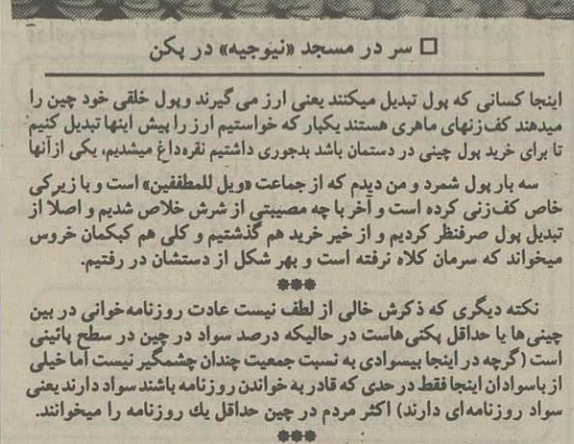 □ سر در مسجد «نیوجیه» در پکن
اینجا کسانی که پول تبدیل میکنند یعنی ارز می گیرند وپول خلقی خود چین را
میدهند کف‌زنهای ماهری هستند یکبار که خواستیم ارز را پیش اینها تبدیل کنیم
تا برای خرید پول چینی در دستمان باشد بدجوری داشتیم نقره‌داغ میشدیم، یکی ازآنها
سه بار پول شمرد و من دیدم که از جماعت «ویل للمطففین» است و با زیرکی
خاص کف‌زنی کرده است و آخر با چه مصیبتی از شرش خلاص شدیم و اصلا از
تبدیل پول صرفنظر کردیم و از خیر خرید هم گذشتیم و کلی هم کبکمان خروس
میخواند که سرمان کلاه نرفته است و بهر شکل از دستشان در رفتیم.
***
نکته دیگری که ذکرش خالی از لطف نیست عادت روزنامه‌خوانی در بین
چینی‌ها یا حداقل پکنی‌هاست در حالیکه درصد سواد در چین در سطح پائینی
است (گرچه در اینجا بیسوادی به نسبت جمعیت چندان چشمگیر نیست اما خیلی
از باسوادان اینجا فقط در حدی که قادر به خواندن روزنامه باشند سواد دارند یعنی
سواد روزنامه‌ای دارند) اکثر مردم در چین حداقل یك روزنامه را میخوانند.
***